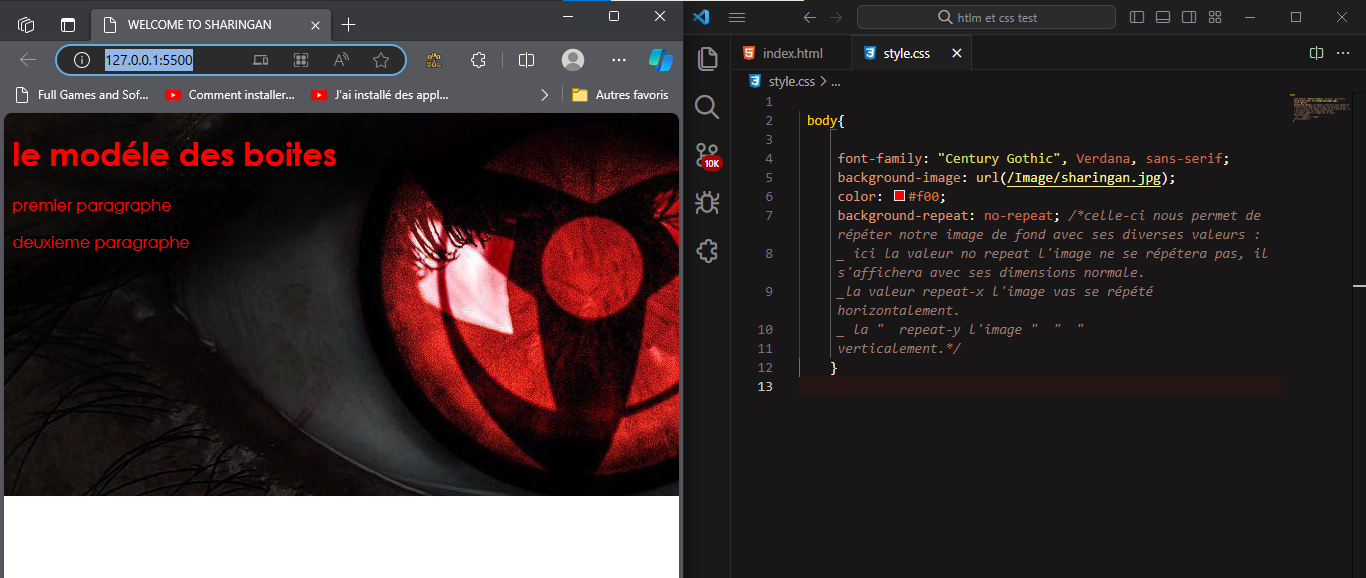 WELCOME TO SHARINGAN
127.0.0.1:5500
Full Games and Sof...
Comment installer...
J'ai installé des appl...
Autres favoris
le modéle des boites
premier paragraphe
deuxieme paragraphe
htlm et css test
index.html
style.css
style.css > ...
10K
1
2 body{
3
4 font-family: "Century Gothic", Verdana, sans-serif;
5 background-image: url(/Image/sharingan.jpg);
6 color: #f00;
7 background-repeat: no-repeat; /*celle-ci nous permet de
répéter notre image de fond avec ses diverses valeurs :
8 _ ici la valeur no repeat l'image ne se répétera pas, il
s'affichera avec ses dimensions normale.
9 _la valeur repeat-x l'image vas se répété
horizontalement.
10 _ la "  repeat-y l'image "  "  "
11 verticalement.*/
12 }
13